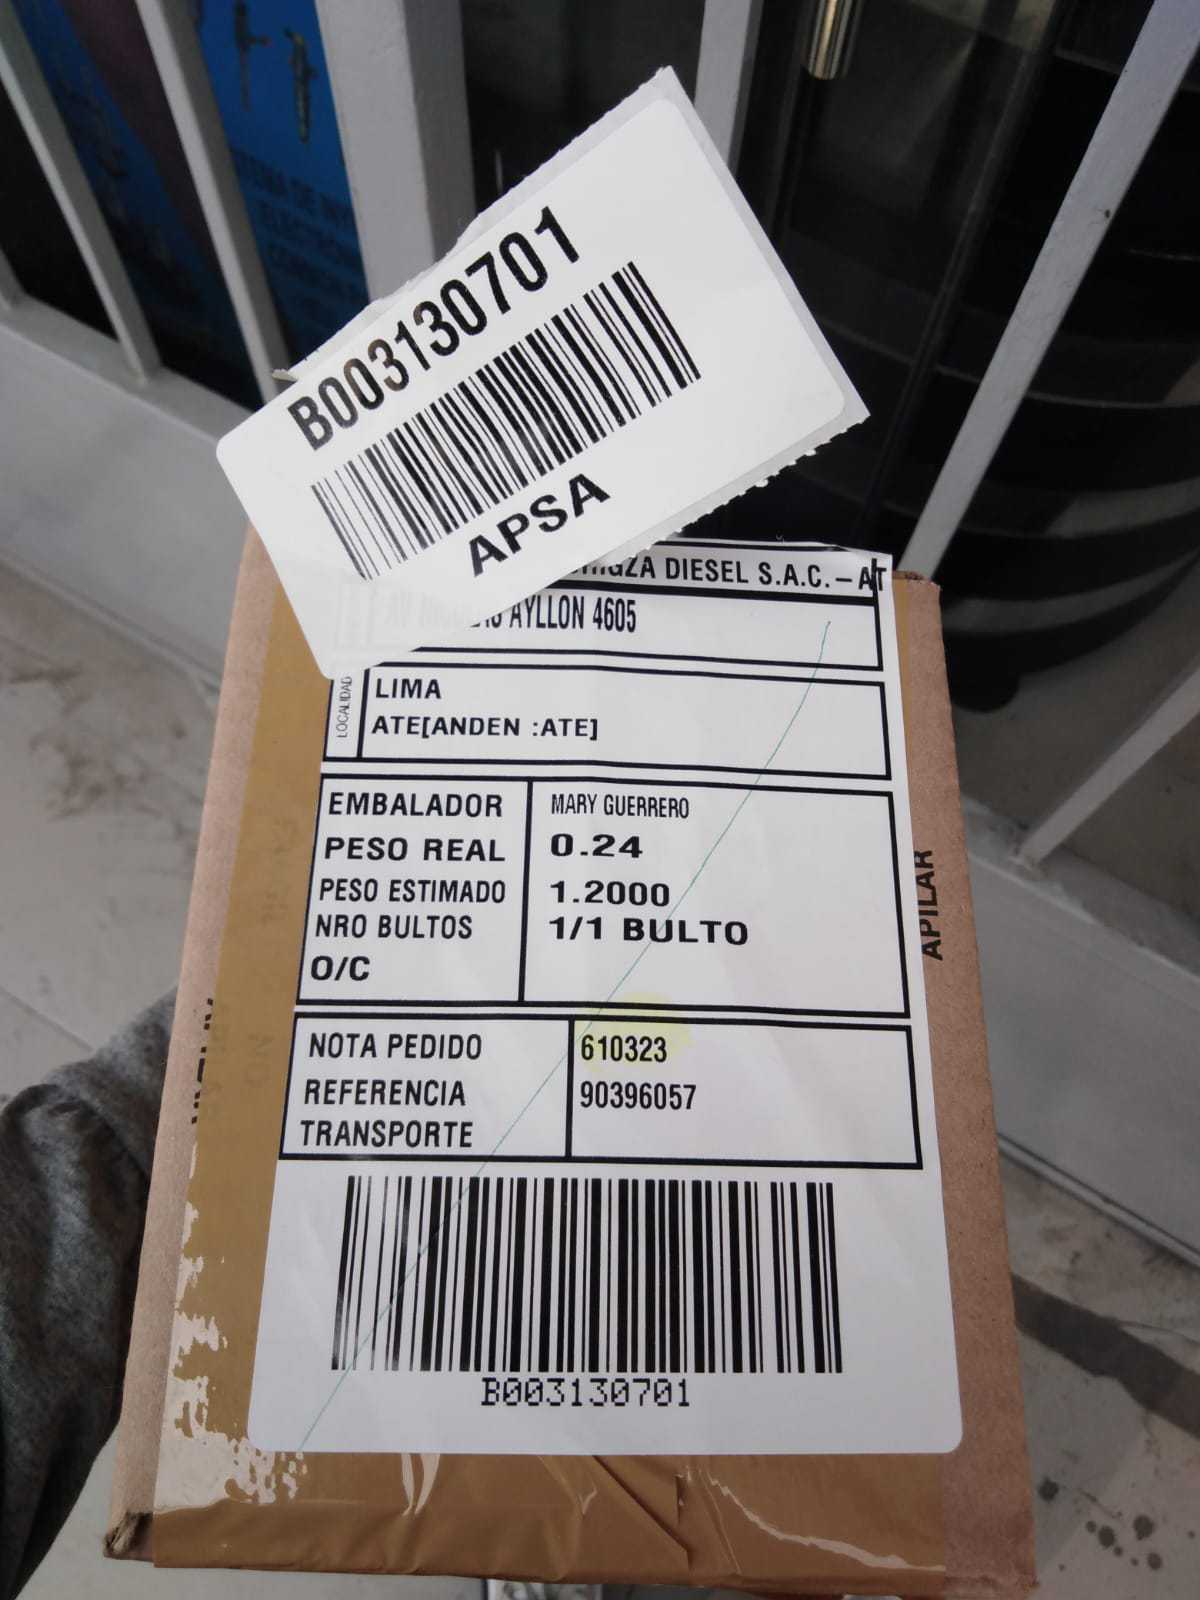 B003130701
APSA
GZA DIESEL S.A.C. – AT
AYLLON 4605
LOCALIDAD
LIMA
ATE[ANDEN :ATE]
EMBALADOR MARY GUERRERO
PESO REAL 0.24
PESO ESTIMADO 1.2000
NRO BULTOS 1/1 BULTO
O/C
NOTA PEDIDO 610323
REFERENCIA 90396057
TRANSPORTE
B003130701
APILAR